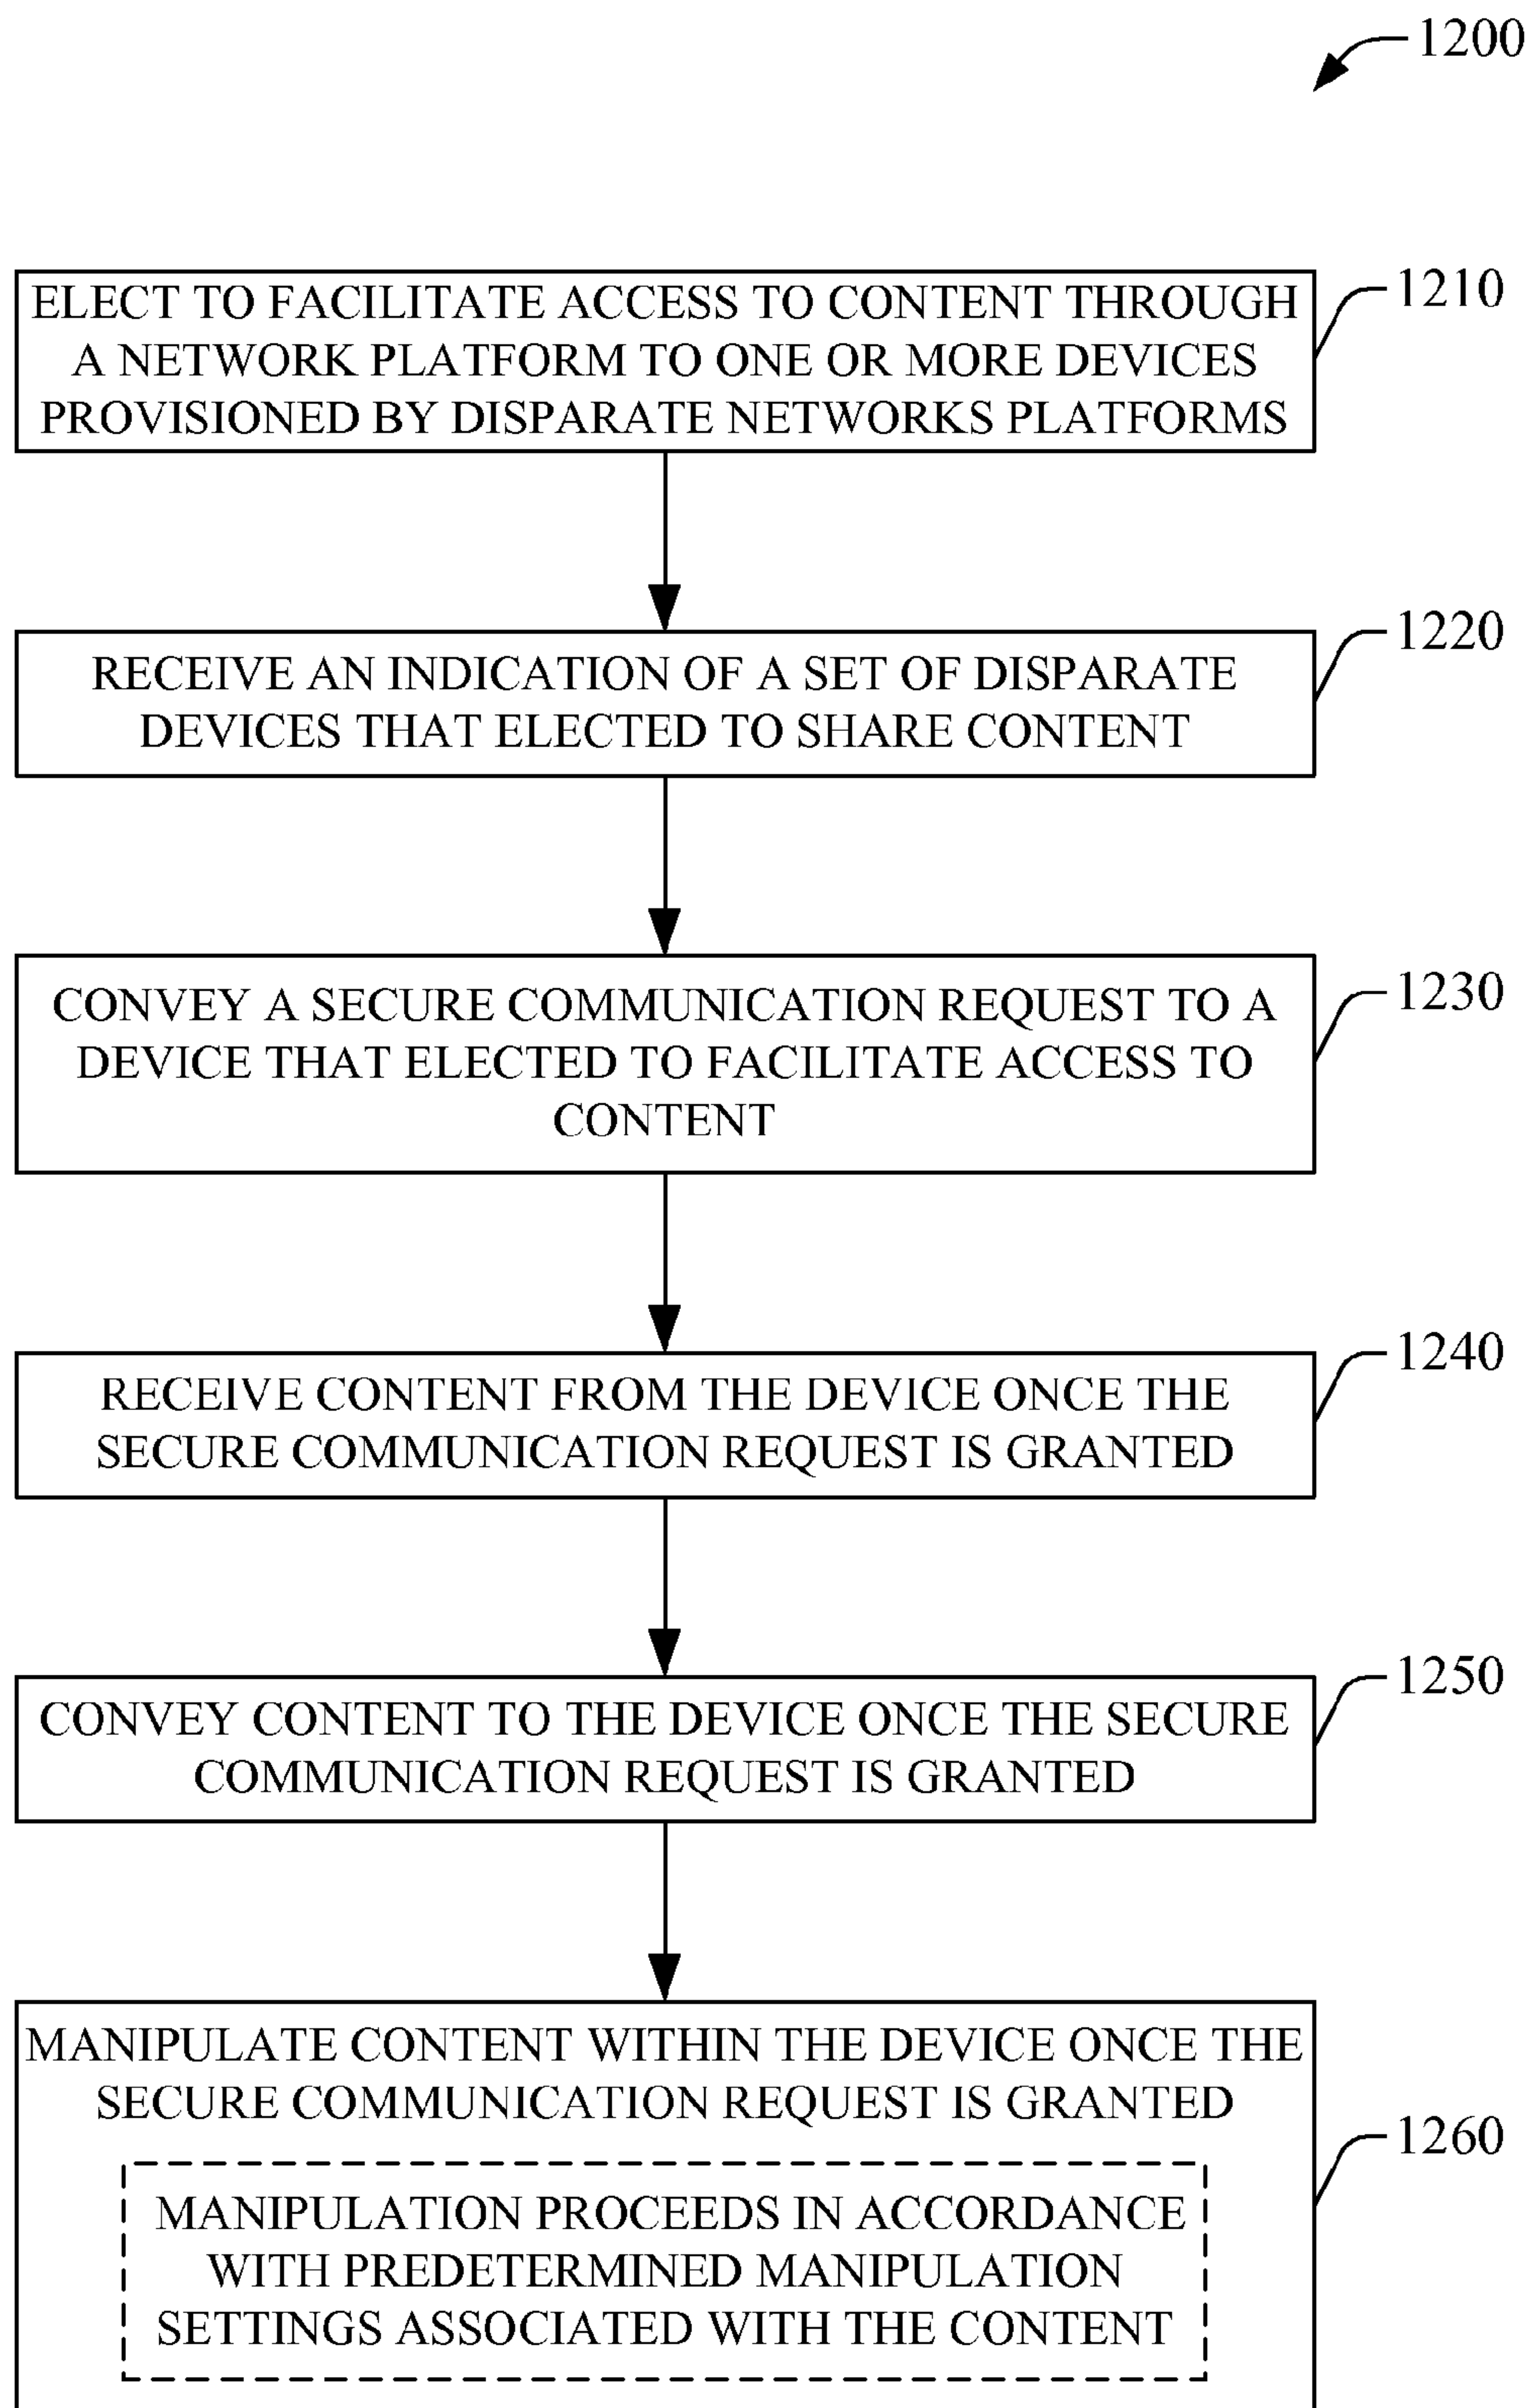 1200
ELECT TO FACILITATE ACCESS TO CONTENT THROUGH
A NETWORK PLATFORM TO ONE OR MORE DEVICES
PROVISIONED BY DISPARATE NETWORKS PLATFORMS
1210
RECEIVE AN INDICATION OF A SET OF DISPARATE
DEVICES THAT ELECTED TO SHARE CONTENT
1220
CONVEY A SECURE COMMUNICATION REQUEST TO A
DEVICE THAT ELECTED TO FACILITATE ACCESS TO
CONTENT
1230
RECEIVE CONTENT FROM THE DEVICE ONCE THE
SECURE COMMUNICATION REQUEST IS GRANTED
1240
CONVEY CONTENT TO THE DEVICE ONCE THE SECURE
COMMUNICATION REQUEST IS GRANTED
1250
MANIPULATE CONTENT WITHIN THE DEVICE ONCE THE
SECURE COMMUNICATION REQUEST IS GRANTED
1260
MANIPULATION PROCEEDS IN ACCORDANCE
WITH PREDETERMINED MANIPULATION
SETTINGS ASSOCIATED WITH THE CONTENT